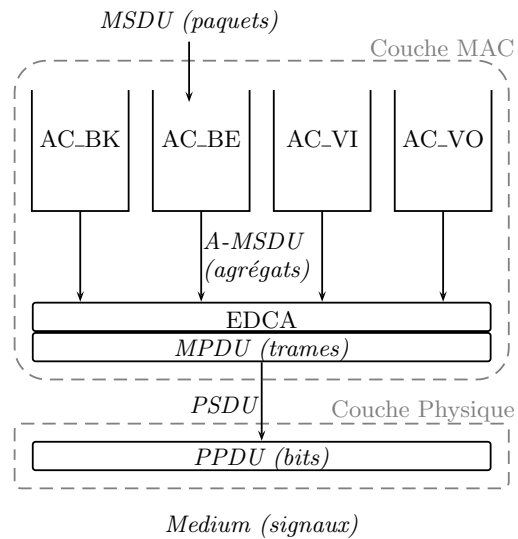 MSDU (paquets)
Couche MAC
AC_BK AC_BE AC_VI AC_VO
A-MSDU
(agrégats)
EDCA
MPDU (trames)
PSDU
Couche Physique
PPDU (bits)
Medium (signaux)